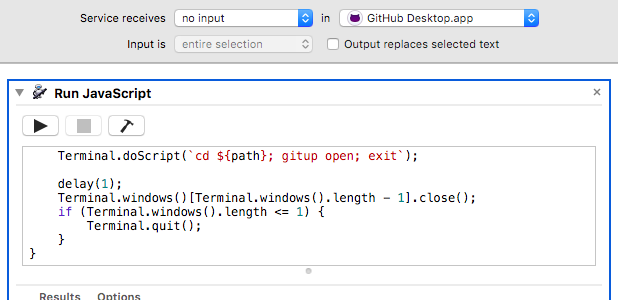 Service receives no input in GitHub Desktop.app
Input is entire selection Output replaces selected text
Run JavaScript
Terminal.doScript(`cd ${path}; gitup open; exit`);
delay(1);
Terminal.windows()[Terminal.windows().length - 1].close();
if (Terminal.windows().length <= 1) {
Terminal.quit();
}
}
Results Options